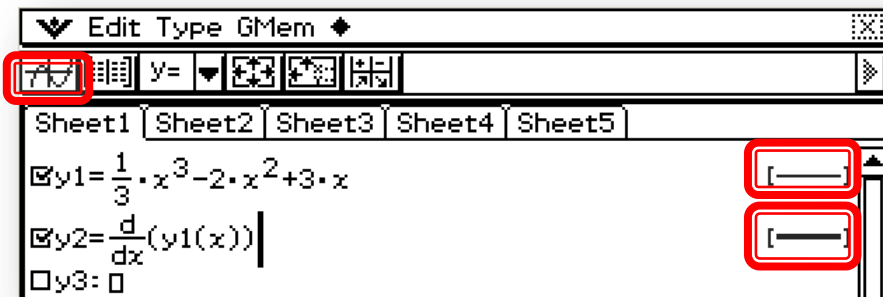 Edit Type GMem
y=
Sheet1 Sheet2 Sheet3 Sheet4 Sheet5
y1=1/3·x^3-2·x^2+3·x
y2=d/dx(y1(x))
y3: